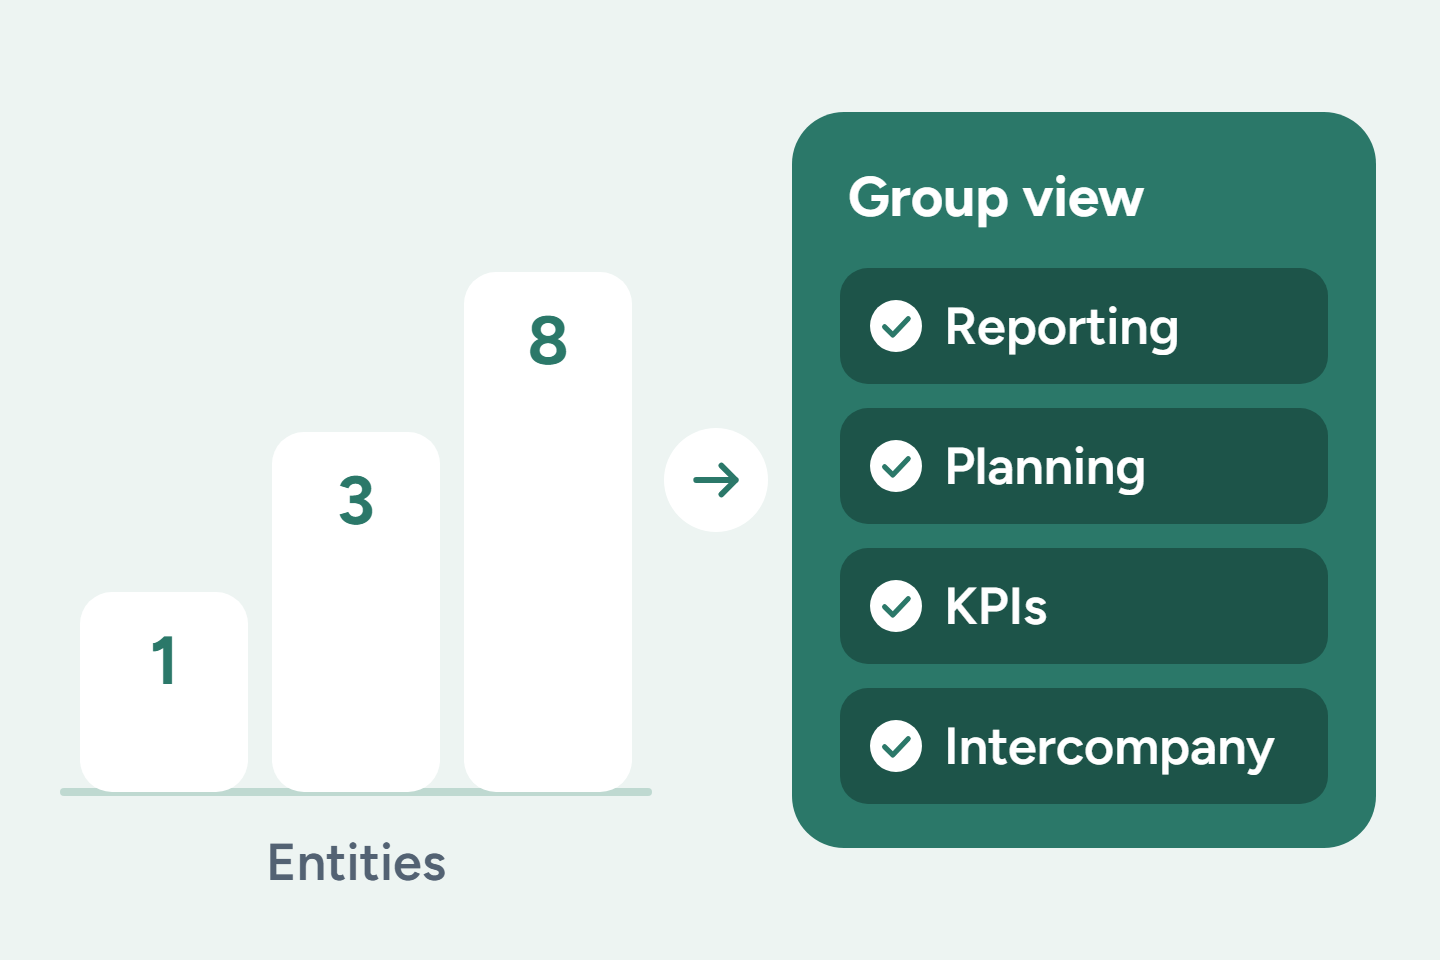 1
3
8
Entities
Group view
Reporting
Planning
KPIs
Intercompany